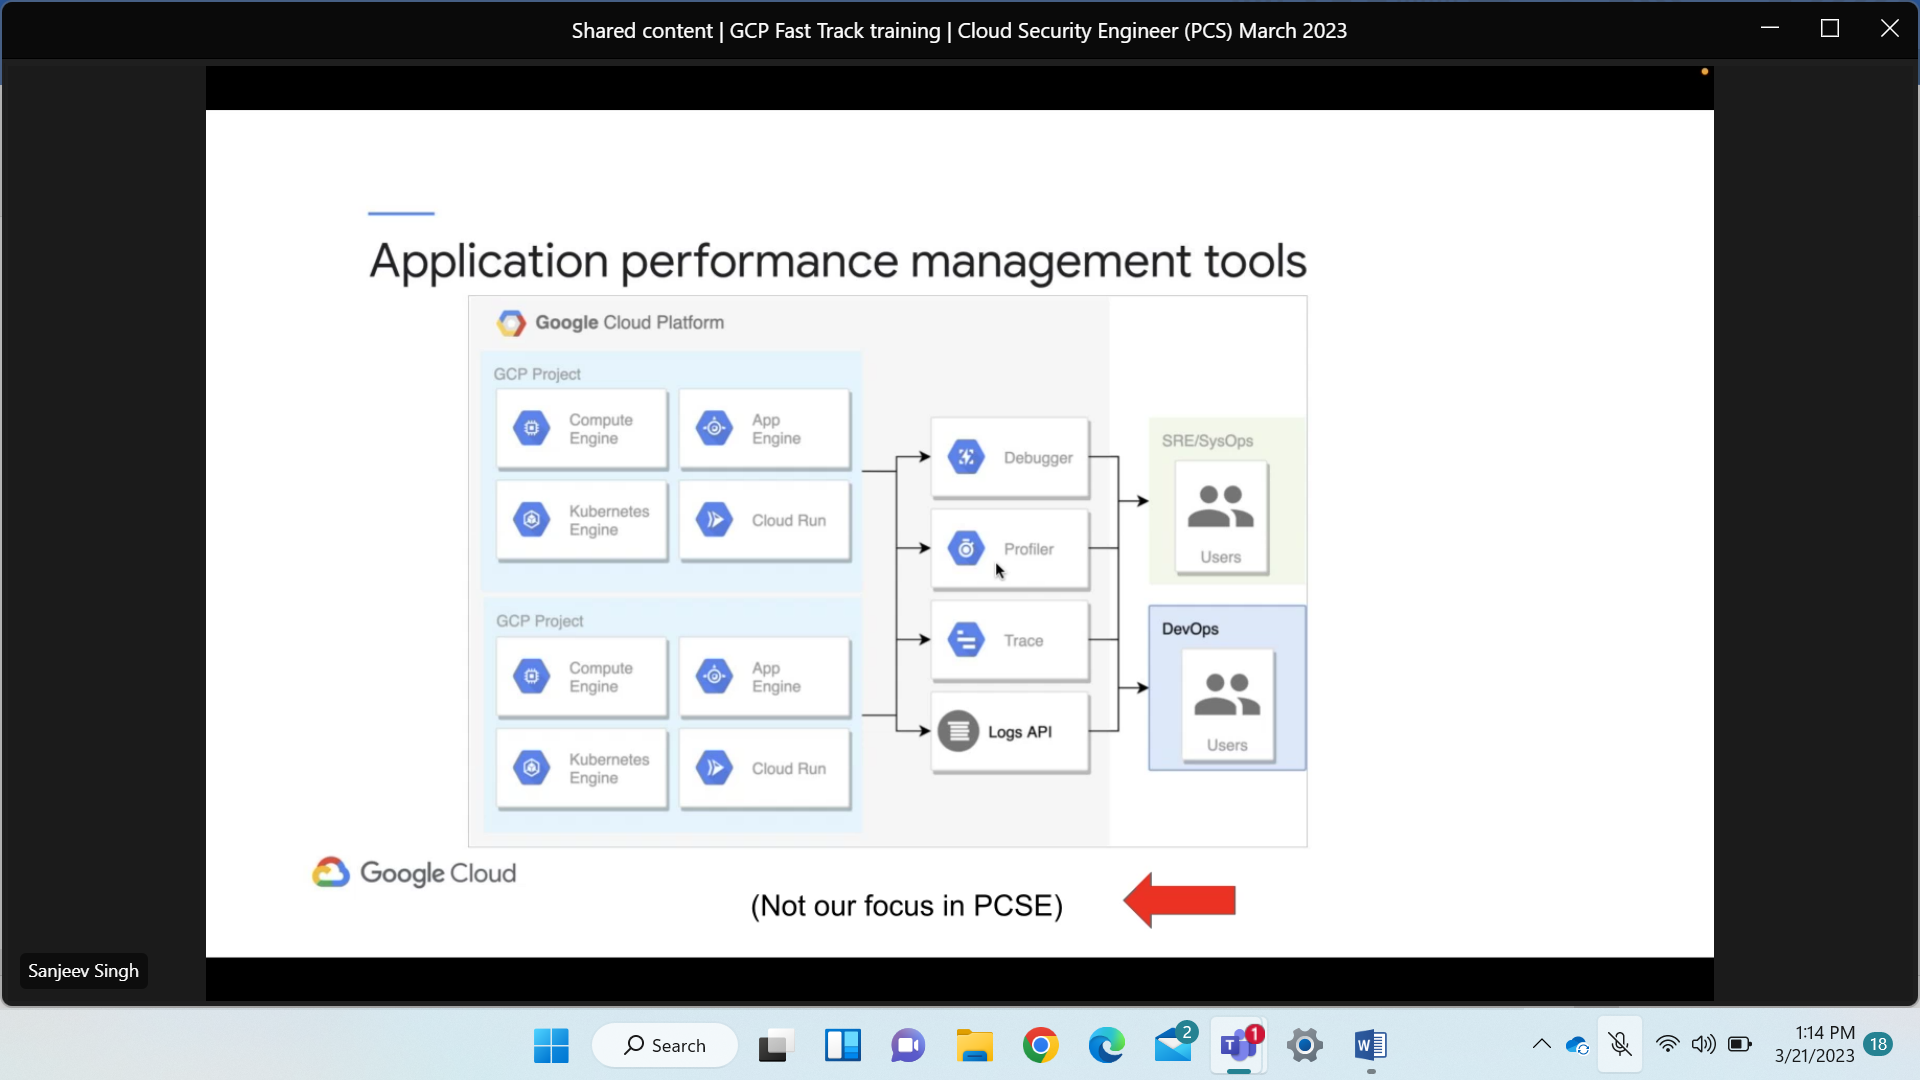 Shared content | GCP Fast Track training | Cloud Security Engineer (PCS) March 2023
Application performance management tools
Google Cloud Platform
GCP Project
Compute
Engine
App
Engine
Kubernetes
Engine
Cloud Run
GCP Project
Compute
Engine
App
Engine
Kubernetes
Engine
Cloud Run
Debugger
Profiler
Trace
Logs API
SRE/SysOps
Users
DevOps
Users
Google Cloud
(Not our focus in PCSE)
Sanjeev Singh
Search
2
1
1:14 PM
3/21/2023
18